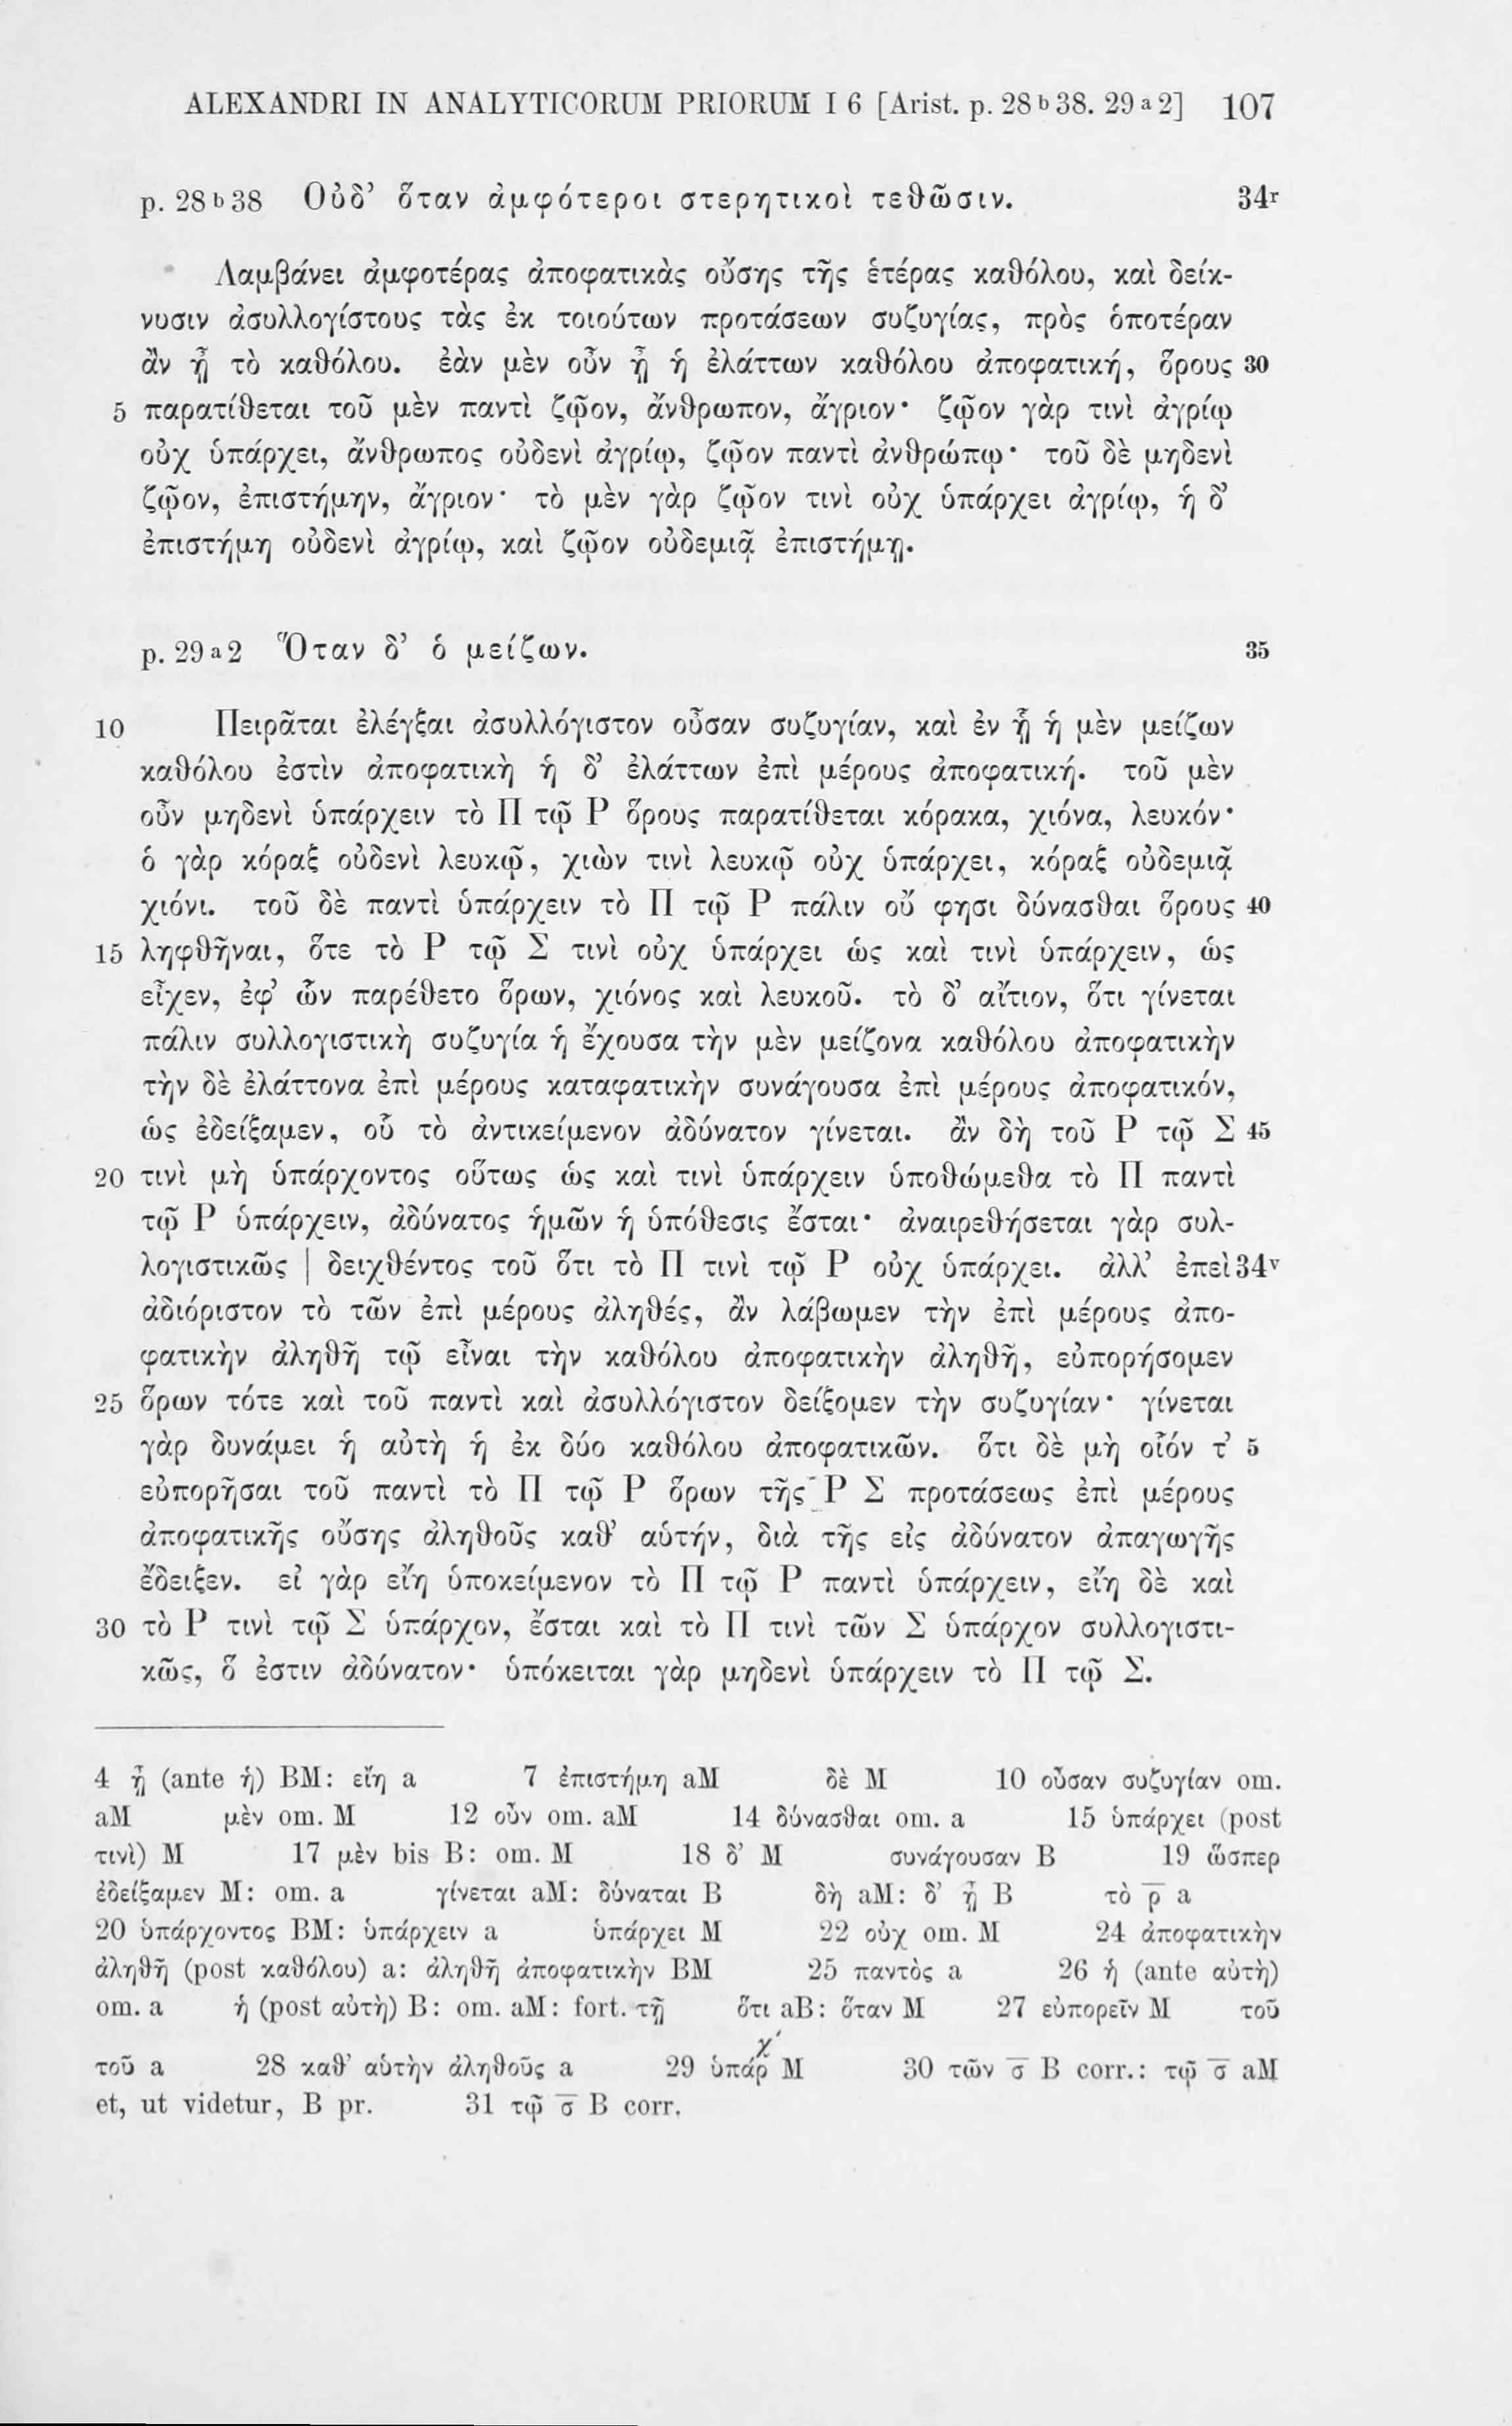 ALEXANDRI IN ANALYTICORUM PRIORUM I 6 [Arist. p. 28 b 38. 29 a 2] 107
p. 28 b 38 Οὐδ’ ὅταν ἀμφότεροι στερητικοὶ τεθῶσιν. 34r
Λαμβάνει ἀμφοτέρας ἀποφατικὰς οὔσης τῆς ἑτέρας καθόλου, καὶ δείκ-
νυσιν ἀσυλλογίστους τὰς ἐκ τοιούτων προτάσεων συζυγίας, πρὸς ὁποτέραν
ἂν ᾖ τὸ καθόλου. ἐὰν μὲν οὖν ᾖ ἡ ἐλάττων καθόλου ἀποφατική, ὅρους 30
5 παρατίθεται τοῦ μὲν παντὶ ζῷον, ἄνθρωπον, ἄγριον· ζῷον γὰρ τινὶ ἀγρίῳ
οὐχ ὑπάρχει, ἄνθρωπος οὐδενὶ ἀγρίῳ, ζῷον παντὶ ἀνθρώπῳ· τοῦ δὲ μηδενὶ
ζῷον, ἐπιστήμην, ἄγριον· τὸ μὲν γὰρ ζῷον τινὶ οὐχ ὑπάρχει ἀγρίῳ, ἡ δ’
ἐπιστήμη οὐδενὶ ἀγρίῳ, καὶ ζῷον οὐδεμιᾷ ἐπιστήμῃ.
p. 29 a 2 Ὅταν δ’ ὁ μείζων. 35
10 Πειρᾶται ἐλέγξαι ἀσυλλόγιστον οὖσαν συζυγίαν, καὶ ἐν ᾗ ἡ μὲν μείζων
καθόλου ἐστὶν ἀποφατικὴ ἡ δ’ ἐλάττων ἐπὶ μέρους ἀποφατική. τοῦ μὲν
οὖν μηδενὶ ὑπάρχειν τὸ Π τῷ Ρ ὅρους παρατίθεται κόρακα, χιόνα, λευκόν·
ὁ γὰρ κόραξ οὐδενὶ λευκῷ, χιὼν τινὶ λευκῷ οὐχ ὑπάρχει, κόραξ οὐδεμιᾷ
χιόνι. τοῦ δὲ παντὶ ὑπάρχειν τὸ Π τῷ Ρ πάλιν οὔ φησι δύνασθαι ὅρους 40
15 ληφθῆναι, ὅτε τὸ Ρ τῷ Σ τινὶ οὐχ ὑπάρχει ὡς καὶ τινὶ ὑπάρχειν, ὡς
εἶχεν, ἐφ’ ὧν παρέθετο ὅρων, χιόνος καὶ λευκοῦ. τὸ δ’ αἴτιον, ὅτι γίνεται
πάλιν συλλογιστικὴ συζυγία ἡ ἔχουσα τὴν μὲν μείζονα καθόλου ἀποφατικὴν
τὴν δὲ ἐλάττονα ἐπὶ μέρους καταφατικὴν συνάγουσα ἐπὶ μέρους ἀποφατικόν,
ὡς ἐδείξαμεν, οὗ τὸ ἀντικείμενον ἀδύνατον γίνεται. ἂν δὴ τοῦ Ρ τῷ Σ 45
20 τινὶ μὴ ὑπάρχοντος οὕτως ὡς καὶ τινὶ ὑπάρχειν ὑποθώμεθα τὸ Π παντὶ
τῷ Ρ ὑπάρχειν, ἀδύνατος ἡμῶν ἡ ὑπόθεσις ἔσται· ἀναιρεθήσεται γὰρ συλ-
λογιστικῶς | δειχθέντος τοῦ ὅτι τὸ Π τινὶ τῷ Ρ οὐχ ὑπάρχει. ἀλλ’ ἐπεὶ 34v
ἀδιόριστον τὸ τῶν ἐπὶ μέρους ἀληθές, ἂν λάβωμεν τὴν ἐπὶ μέρους ἀπο-
φατικὴν ἀληθῆ τῷ εἶναι τὴν καθόλου ἀποφατικὴν ἀληθῆ, εὐπορήσομεν
25 ὅρων τότε καὶ τοῦ παντὶ καὶ ἀσυλλόγιστον δείξομεν τὴν συζυγίαν· γίνεται
γὰρ δυνάμει ἡ αὐτὴ ἡ ἐκ δύο καθόλου ἀποφατικῶν. ὅτι δὲ μὴ οἷόν τ’ 5
εὐπορῆσαι τοῦ παντὶ τὸ Π τῷ Ρ ὅρων τῆς Ρ Σ προτάσεως ἐπὶ μέρους
ἀποφατικῆς οὔσης ἀληθοῦς καθ’ αὑτήν, διὰ τῆς εἰς ἀδύνατον ἀπαγωγῆς
ἔδειξεν. εἰ γὰρ εἴη ὑποκείμενον τὸ Π τῷ Ρ παντὶ ὑπάρχειν, εἴη δὲ καὶ
30 τὸ Ρ τινὶ τῷ Σ ὑπάρχον, ἔσται καὶ τὸ Π τινὶ τῶν Σ ὑπάρχον συλλογιστι-
κῶς, ὅ ἐστιν ἀδύνατον· ὑπόκειται γὰρ μηδενὶ ὑπάρχειν τὸ Π τῷ Σ.
4 ᾖ (ante ἡ) BM: εἴη a 7 ἐπιστήμη aM δὲ M 10 οὖσαν συζυγίαν om.
aM μὲν om. M 12 οὖν om. aM 14 δύνασθαι om. a 15 ὑπάρχει (post
τινὶ) M 17 μὲν bis B: om. M 18 δ’ M συνάγουσαν B 19 ὥσπερ
ἐδείξαμεν M: om. a γίνεται aM: δύναται B δὴ aM: δ’ ᾖ B τὸ ρ̅ a
20 ὑπάρχοντος BM: ὑπάρχειν a ὑπάρχει M 22 οὐχ om. M 24 ἀποφατικὴν
ἀληθῆ (post καθόλου) a: ἀληθῆ ἀποφατικὴν BM 25 παντὸς a 26 ἡ (ante αὐτὴ)
om. a ἡ (post αὐτὴ) B: om. aM: fort. τῇ ὅτι aB: ὅταν M 27 εὐπορεῖν M τοῦ
τοῦ a 28 καθ’ αὑτὴν ἀληθοῦς a 29 ὑπάρχ M 30 τῶν σ̅ B corr.: τῷ σ̅ aM
et, ut videtur, B pr. 31 τῷ σ̅ B corr.